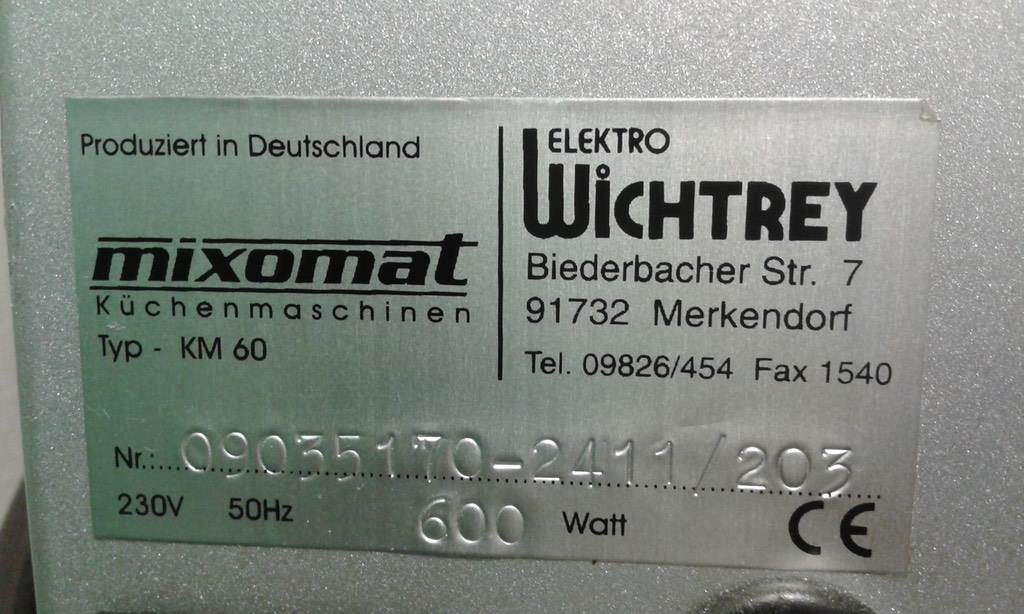 Produziert in Deutschland
mixomat
Küchenmaschinen
Typ - KM 60
ELEKTRO
WiCHTREY
Biederbacher Str. 7
91732 Merkendorf
Tel. 09826/454 Fax 1540
Nr.: 09035170-2411/203
230V 50Hz 600 Watt CE